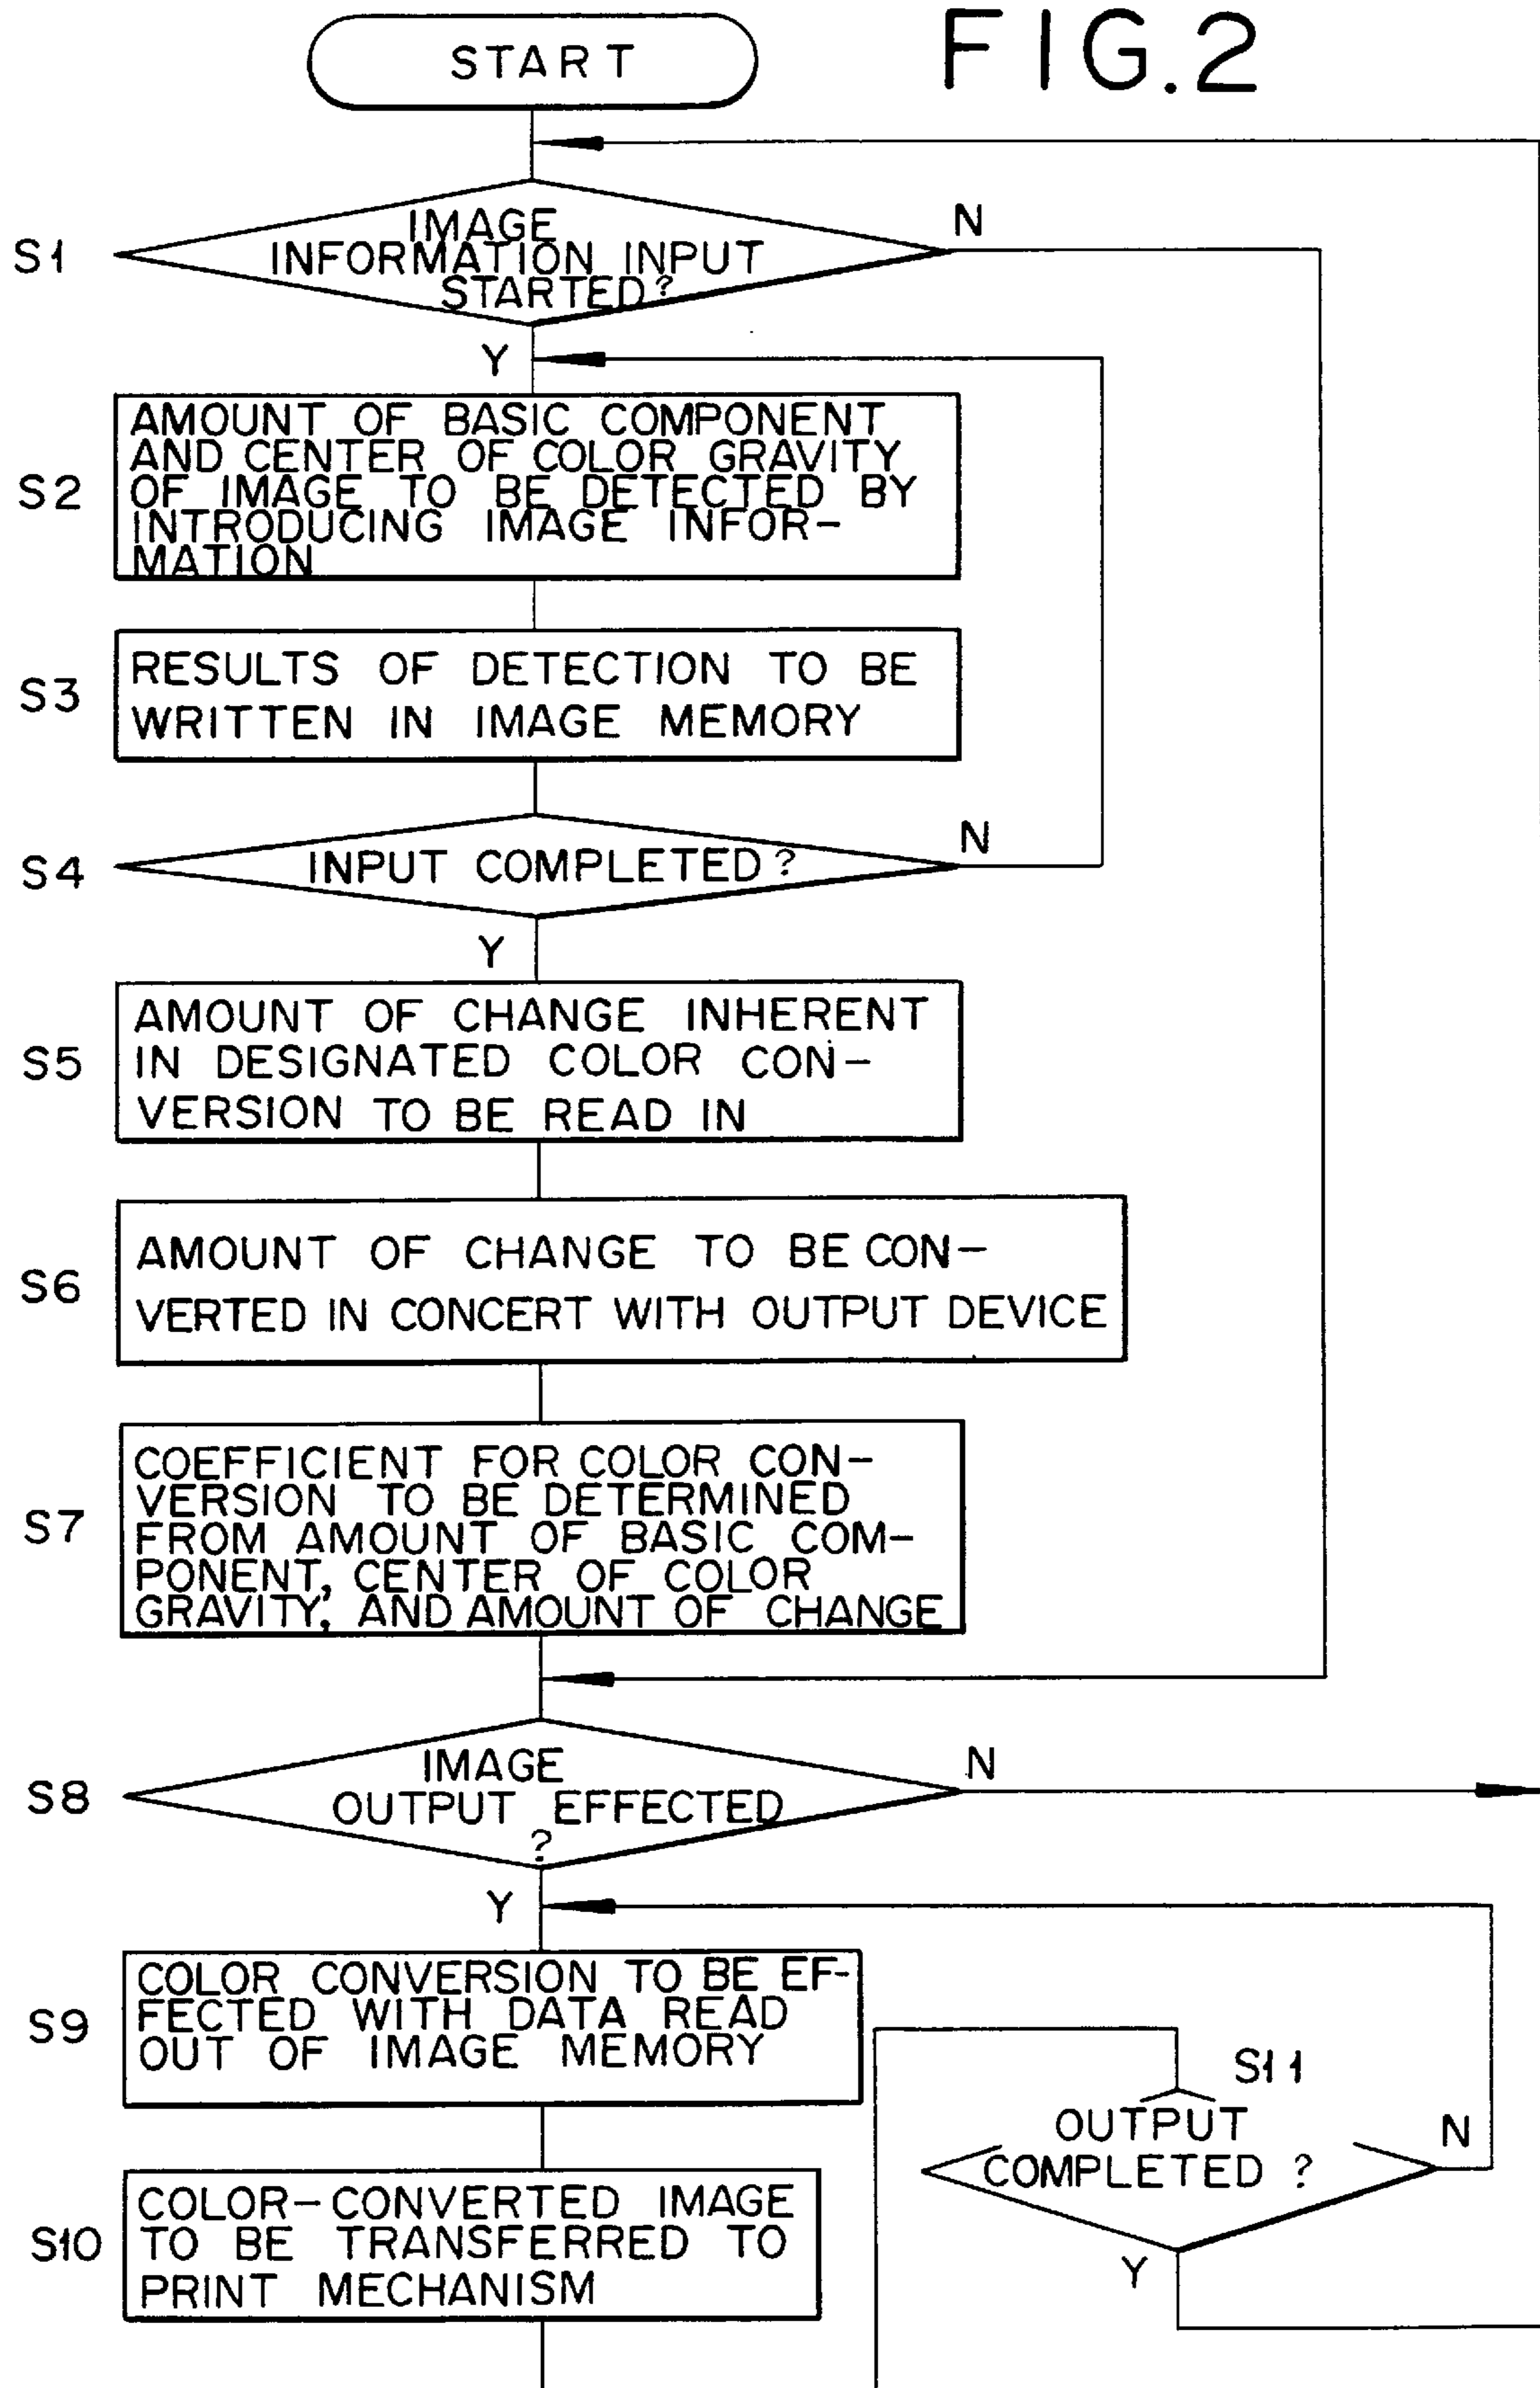 FIG.2
START
S1
IMAGE
INFORMATION INPUT
STARTED?
N
Y
S2
AMOUNT OF BASIC COMPONENT
AND CENTER OF COLOR GRAVITY
OF IMAGE TO BE DETECTED BY
INTRODUCING IMAGE INFOR-
MATION
S3
RESULTS OF DETECTION TO BE
WRITTEN IN IMAGE MEMORY
S4
INPUT COMPLETED?
N
Y
S5
AMOUNT OF CHANGE INHERENT
IN DESIGNATED COLOR CON-
VERSION TO BE READ IN
S6
AMOUNT OF CHANGE TO BE CON-
VERTED IN CONCERT WITH OUTPUT DEVICE
S7
COEFFICIENT FOR COLOR CON-
VERSION TO BE DETERMINED
FROM AMOUNT OF BASIC COM-
PONENT, CENTER OF COLOR
GRAVITY, AND AMOUNT OF CHANGE
S8
IMAGE
OUTPUT EFFECTED
?
N
Y
S9
COLOR CONVERSION TO BE EF-
FECTED WITH DATA READ
OUT OF IMAGE MEMORY
S10
COLOR-CONVERTED IMAGE
TO BE TRANSFERRED TO
PRINT MECHANISM
S11
OUTPUT
COMPLETED ?
N
Y